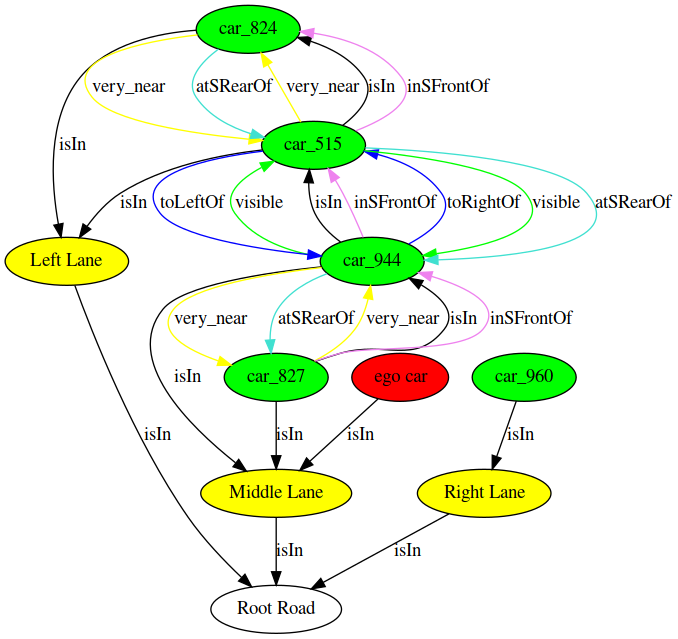 car_824
very_near atSRearOf very_near isIn inSFrontOf
isIn
car_515
isIn toLeftOf visible isIn inSFrontOf toRightOf visible atSRearOf
Left Lane
car_944
very_near atSRearOf very_near isIn inSFrontOf
isIn
car_827 ego car car_960
isIn isIn isIn isIn
Middle Lane Right Lane
isIn isIn
Root Road